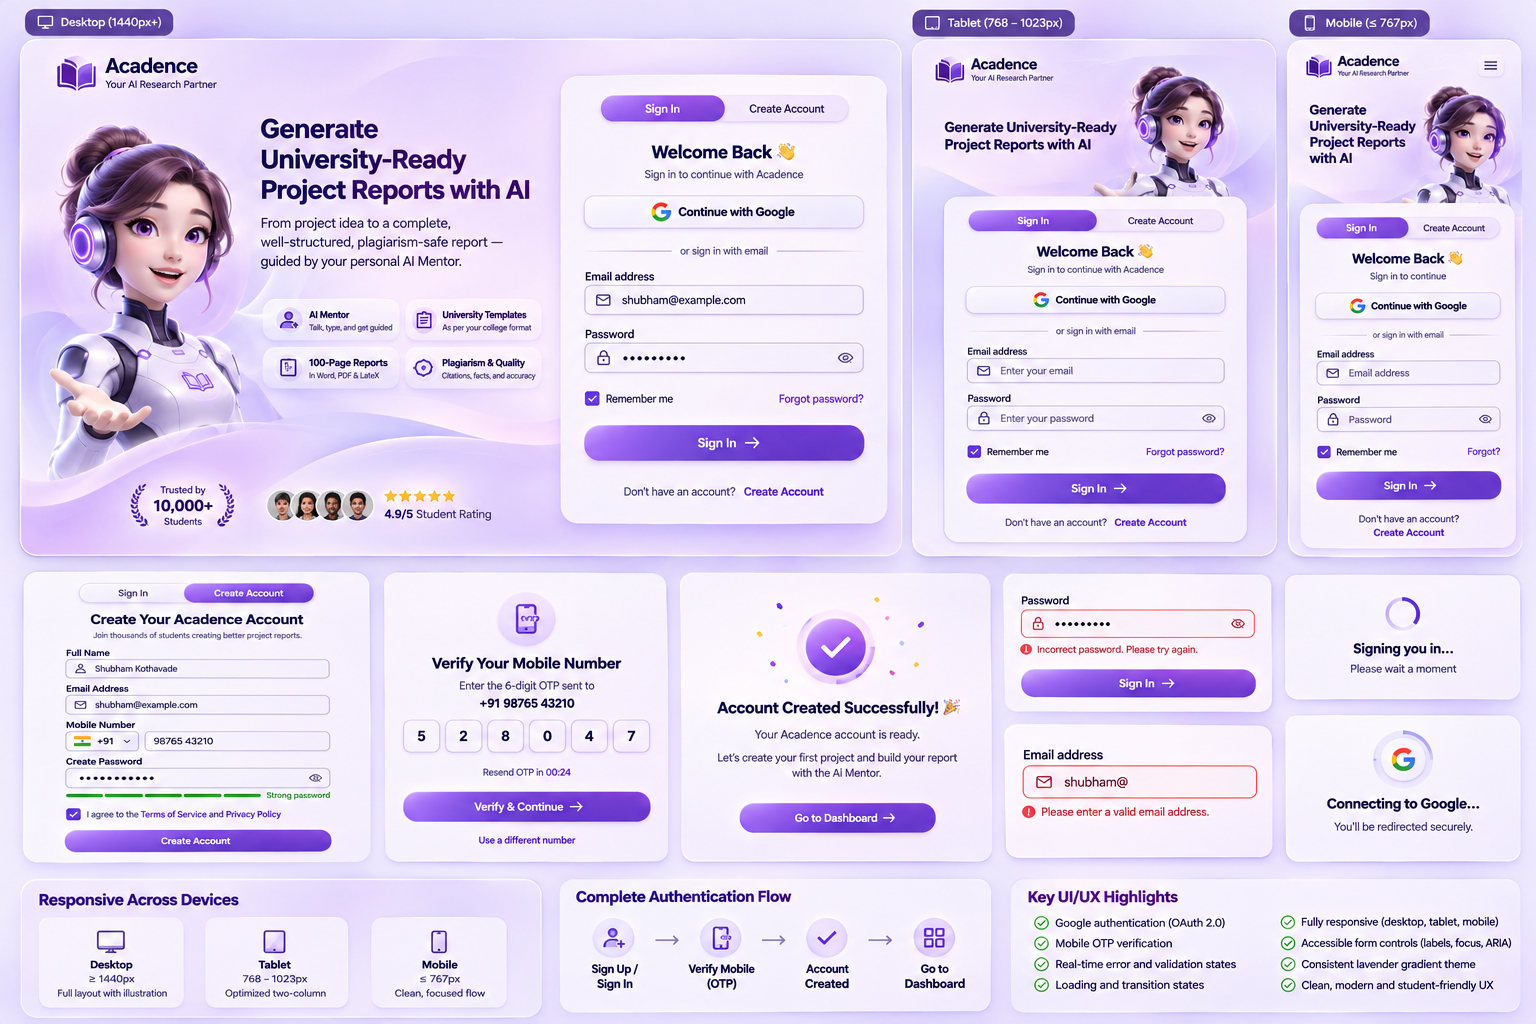 Desktop (1440px+)
Acadence
Your AI Research Partner
Generate
University-Ready
Project Reports with AI
From project idea to a complete,
well-structured, plagiarism-safe report —
guided by your personal AI Mentor.
AI Mentor
Talk, type, and get guided
University Templates
As per your college format
100-Page Reports
In Word, PDF & LateX
Plagiarism & Quality
Citations, facts, and accuracy
Trusted by
10,000+
Students
4.9/5 Student Rating
Sign In
Create Account
Welcome Back 👋
Sign in to continue with Acadence
Continue with Google
or sign in with email
Email address
shubham@example.com
Password
•••••••••
Remember me
Forgot password?
Sign In →
Don't have an account? Create Account
Tablet (768 – 1023px)
Acadence
Your AI Research Partner
Generate University-Ready
Project Reports with AI
Sign In
Create Account
Welcome Back 👋
Sign in to continue with Acadence
Continue with Google
or sign in with email
Email address
Enter your email
Password
Enter your password
Remember me
Forgot password?
Sign In →
Don't have an account? Create Account
Mobile (≤ 767px)
Acadence
Your AI Research Partner
Generate
University-Ready
Project Reports
with AI
Sign In
Create Account
Welcome Back 👋
Sign in to continue
Continue with Google
or sign in with email
Email address
Email address
Password
Password
Remember me
Forgot?
Sign In →
Don't have an account?
Create Account
Sign In
Create Account
Create Your Acadence Account
Join thousands of students creating better project reports.
Full Name
Shubham Kothavade
Email Address
shubham@example.com
Mobile Number
+91
98765 43210
Create Password
•••••••••••
Strong password
I agree to the Terms of Service and Privacy Policy
Create Account
Verify Your Mobile Number
Enter the 6-digit OTP sent to
+91 98765 43210
5 2 8 0 4 7
Resend OTP in 00:24
Verify & Continue →
Use a different number
Account Created Successfully! 🎉
Your Acadence account is ready.
Let's create your first project and build your report
with the Ai Mentor.
Go to Dashboard →
Password
•••••••••
Incorrect password. Please try again.
Sign In →
Email address
shubham@
Please enter a valid email address.
Signing you in...
Please wait a moment
Connecting to Google...
You'll be redirected securely.
Responsive Across Devices
Desktop
≥ 1440px
Full layout with illustration
Tablet
768 – 1023px
Optimized two-column
Mobile
≤ 767px
Clean, focused flow
Complete Authentication Flow
Sign Up /
Sign In
Verify Mobile
(OTP)
Account
Created
Go to
Dashboard
Key UI/UX Highlights
Google authentication (OAuth 2.0)
Mobile OTP verification
Real-time error and validation states
Loading and transition states
Fully responsive (desktop, tablet, mobile)
Accessible form controls (labels, focus, ARIA)
Consistent lavender gradient theme
Clean, modern and student-friendly UX